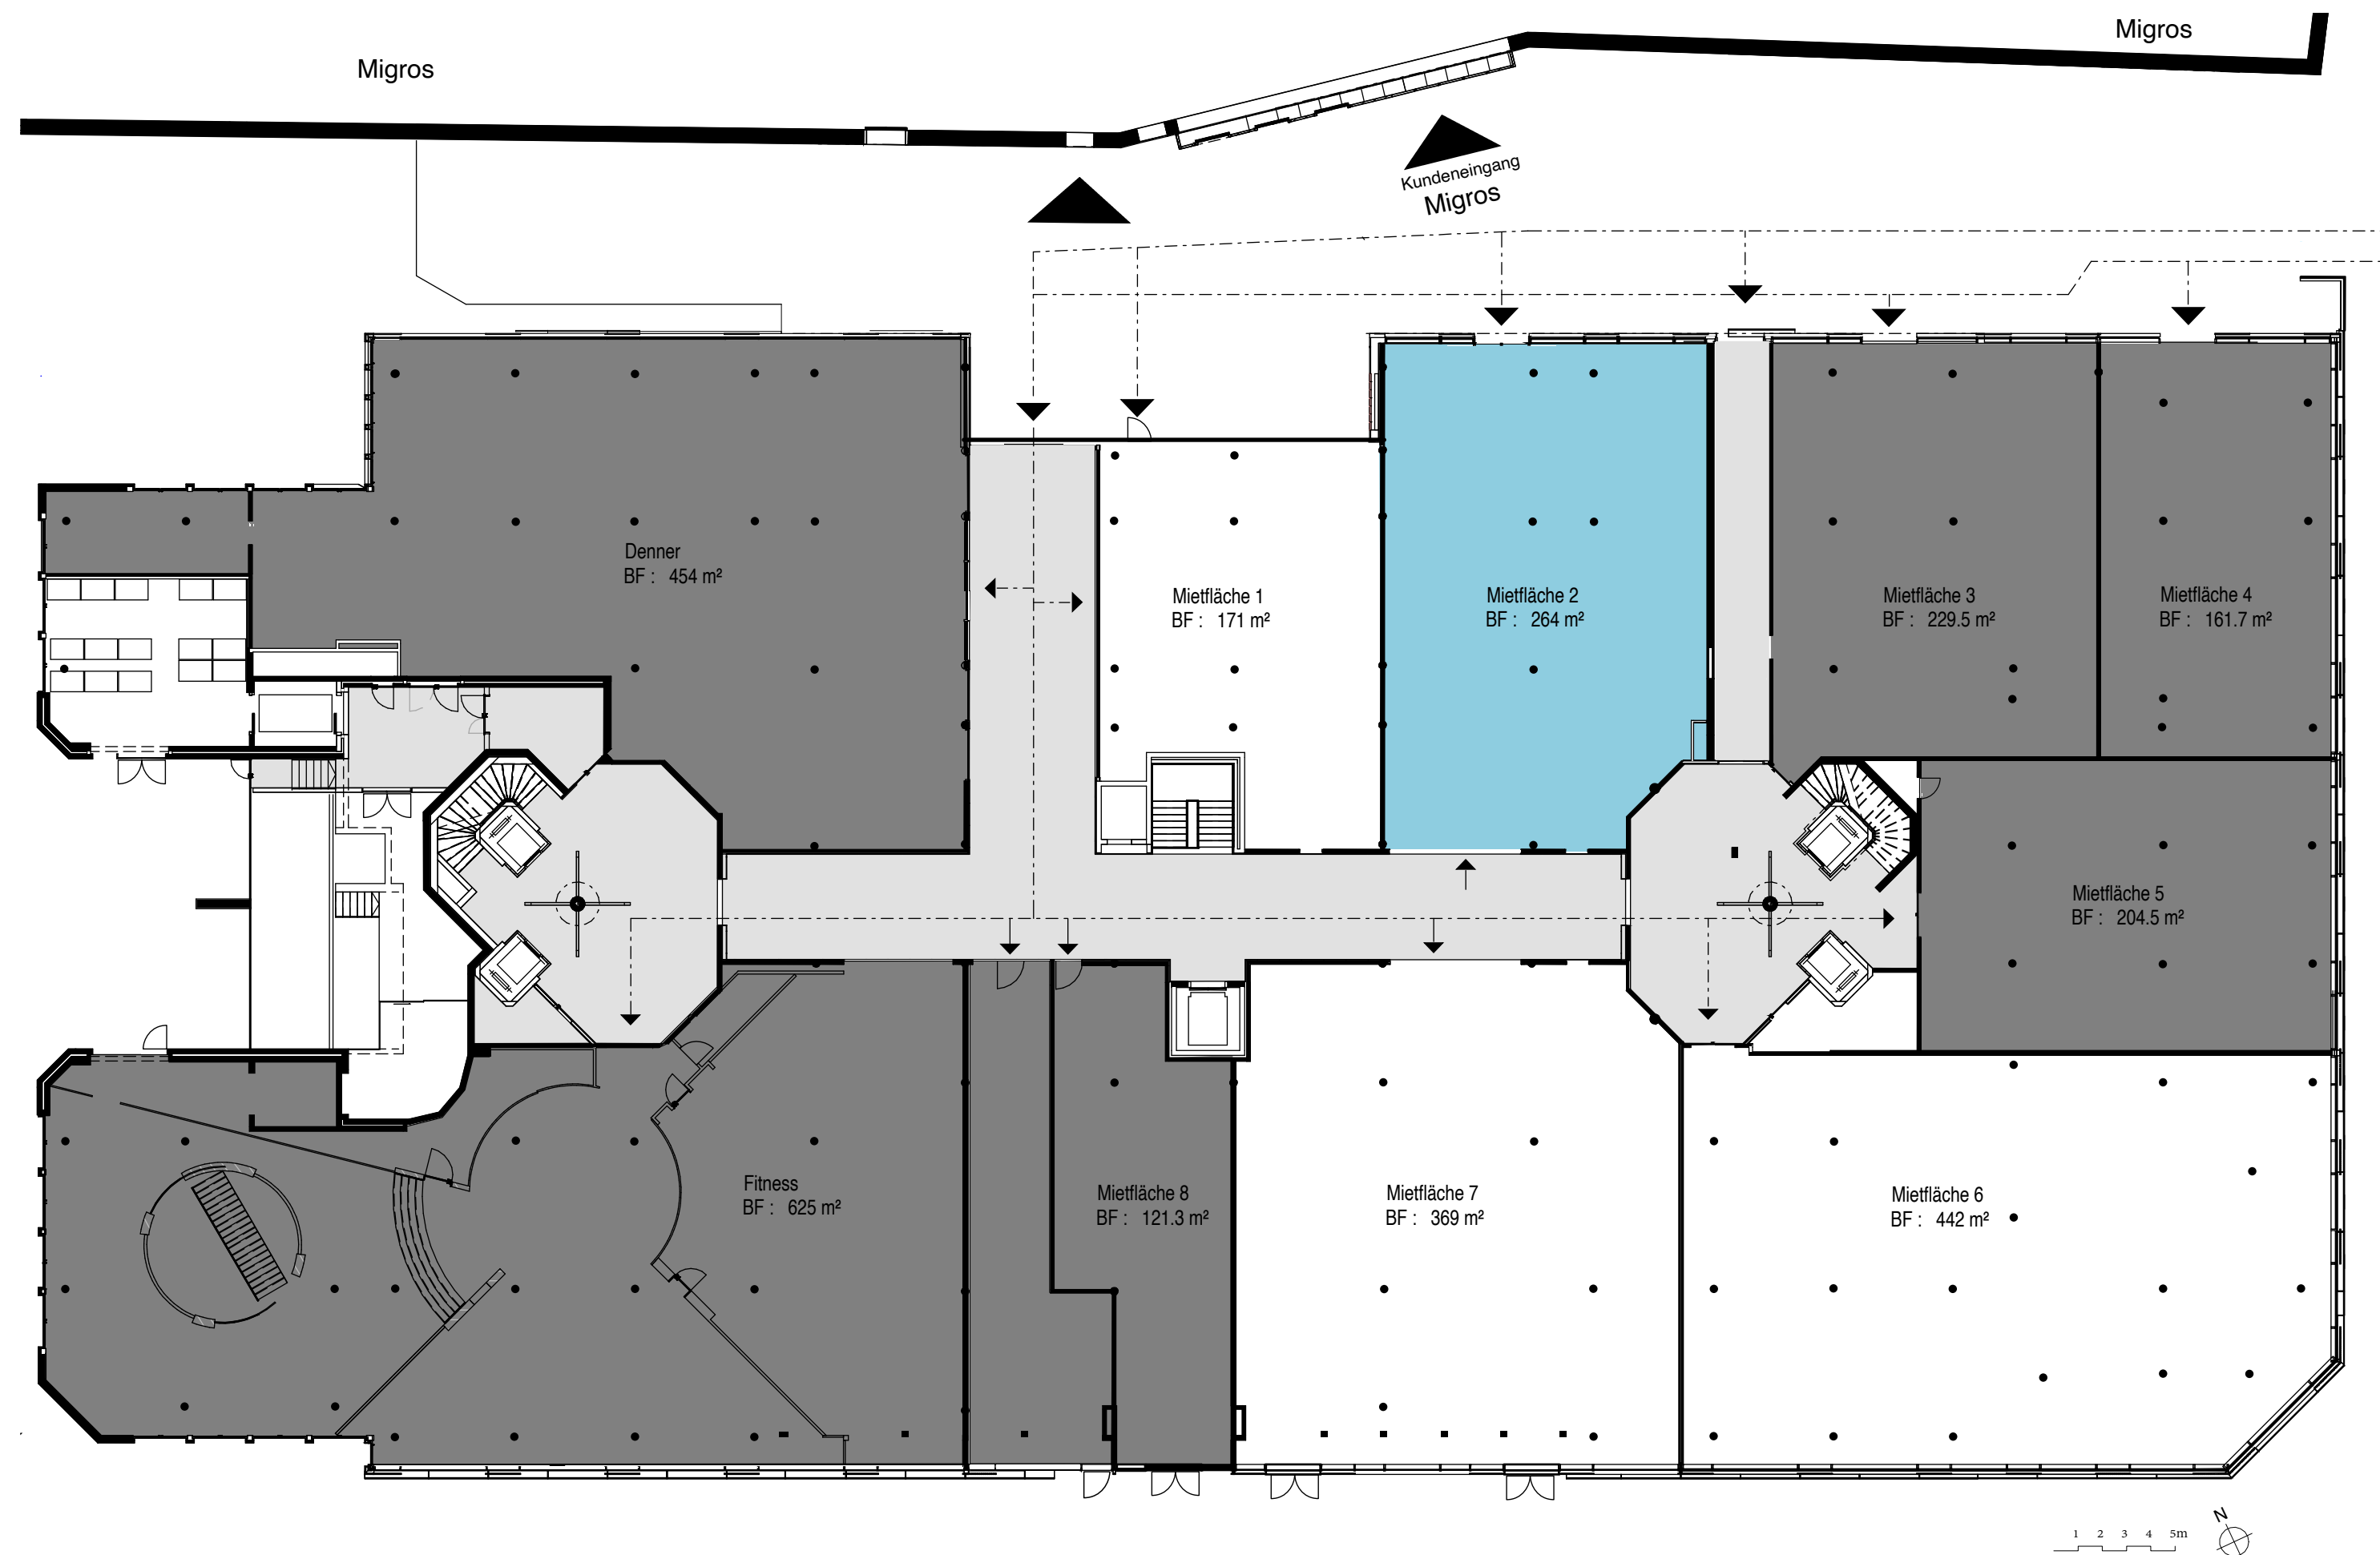 Migros
Migros
Kundeneingang
Migros
Denner
BF : 454 m²
Mietfläche 1
BF : 171 m²
Mietfläche 2
BF : 264 m²
Mietfläche 3
BF : 229.5 m²
Mietfläche 4
BF : 161.7 m²
Mietfläche 5
BF : 204.5 m²
Fitness
BF : 625 m²
Mietfläche 8
BF : 121.3 m²
Mietfläche 7
BF : 369 m²
Mietfläche 6
BF : 442 m²
N
1 2 3 4 5m